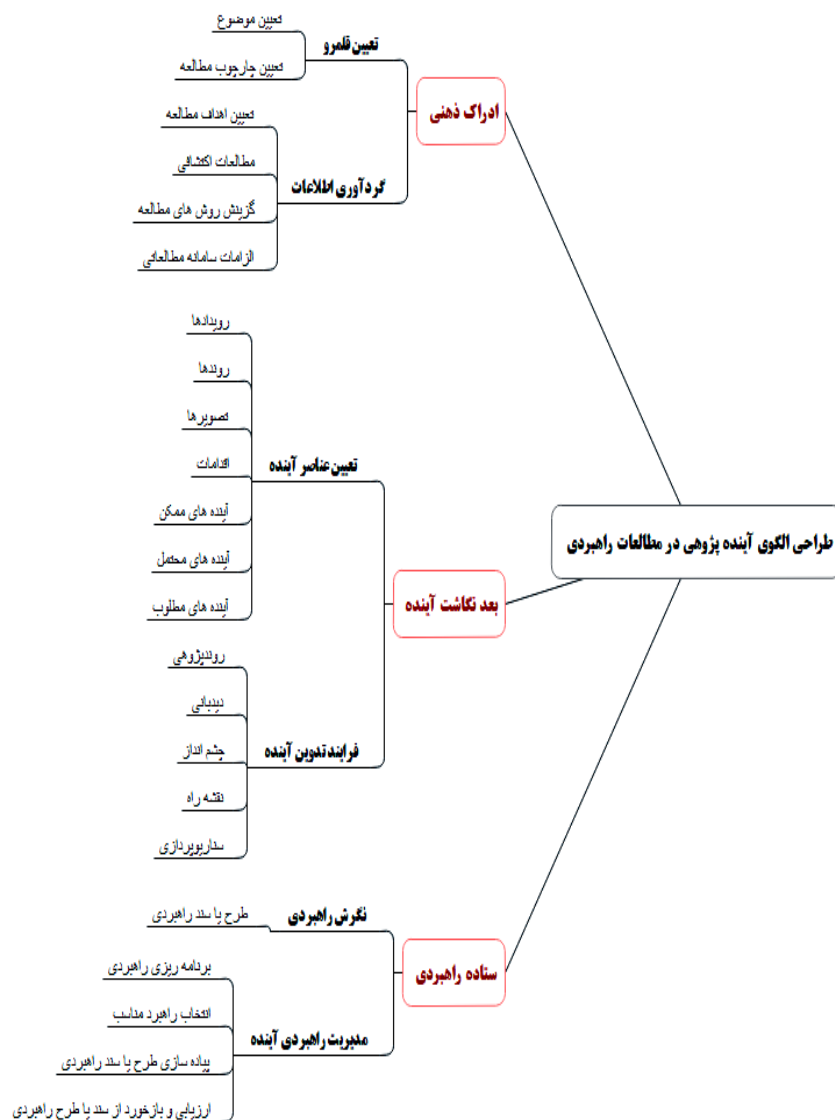 طراحی الگوی آینده پژوهی در مطالعات راهبردی
ادراک ذهنی
تعیین قلمرو
تعیین موضوع
تعیین چارچوب مطالعه
گردآوری اطلاعات
تعیین اهداف مطالعه
مطالعات اکتشافی
گزینش روش های مطالعه
الزامات سامانه مطالعاتی
بعد نگاشت آینده
تعیین عناصر آینده
رویدادها
روندها
تصویرها
اقدامات
آینده های ممکن
آینده های محتمل
آینده های مطلوب
فرایند تدوین آینده
روندپژوهی
دیدبانی
چشم انداز
نقشه راه
سناریوپردازی
ستاده راهبردی
نگرش راهبردی
طرح یا سند راهبردی
مدیریت راهبردی آینده
برنامه ریزی راهبردی
انتخاب راهبرد مناسب
پیاده سازی طرح یا سند راهبردی
ارزیابی و بازخورد از سند یا طرح راهبردی